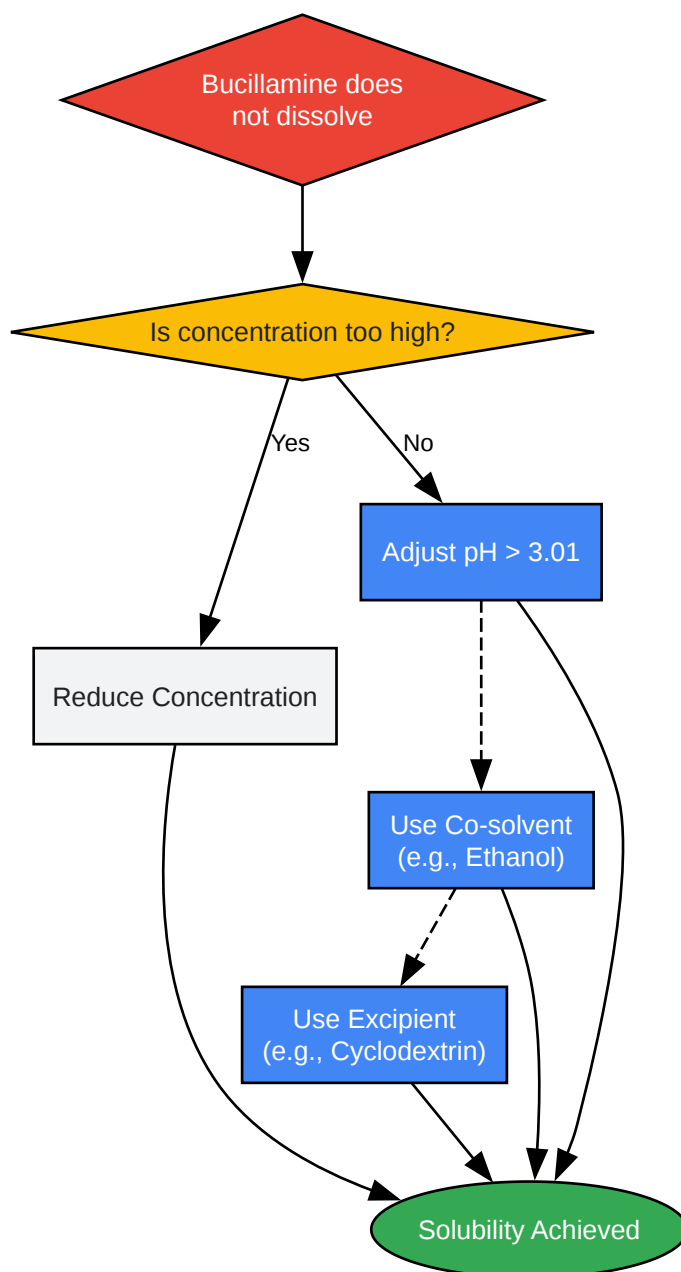 Bucillamine does
not dissolve
Is concentration too high?
Yes
No
Adjust pH > 3.01
Reduce Concentration
Use Co-solvent
(e.g., Ethanol)
Use Excipient
(e.g., Cyclodextrin)
Solubility Achieved